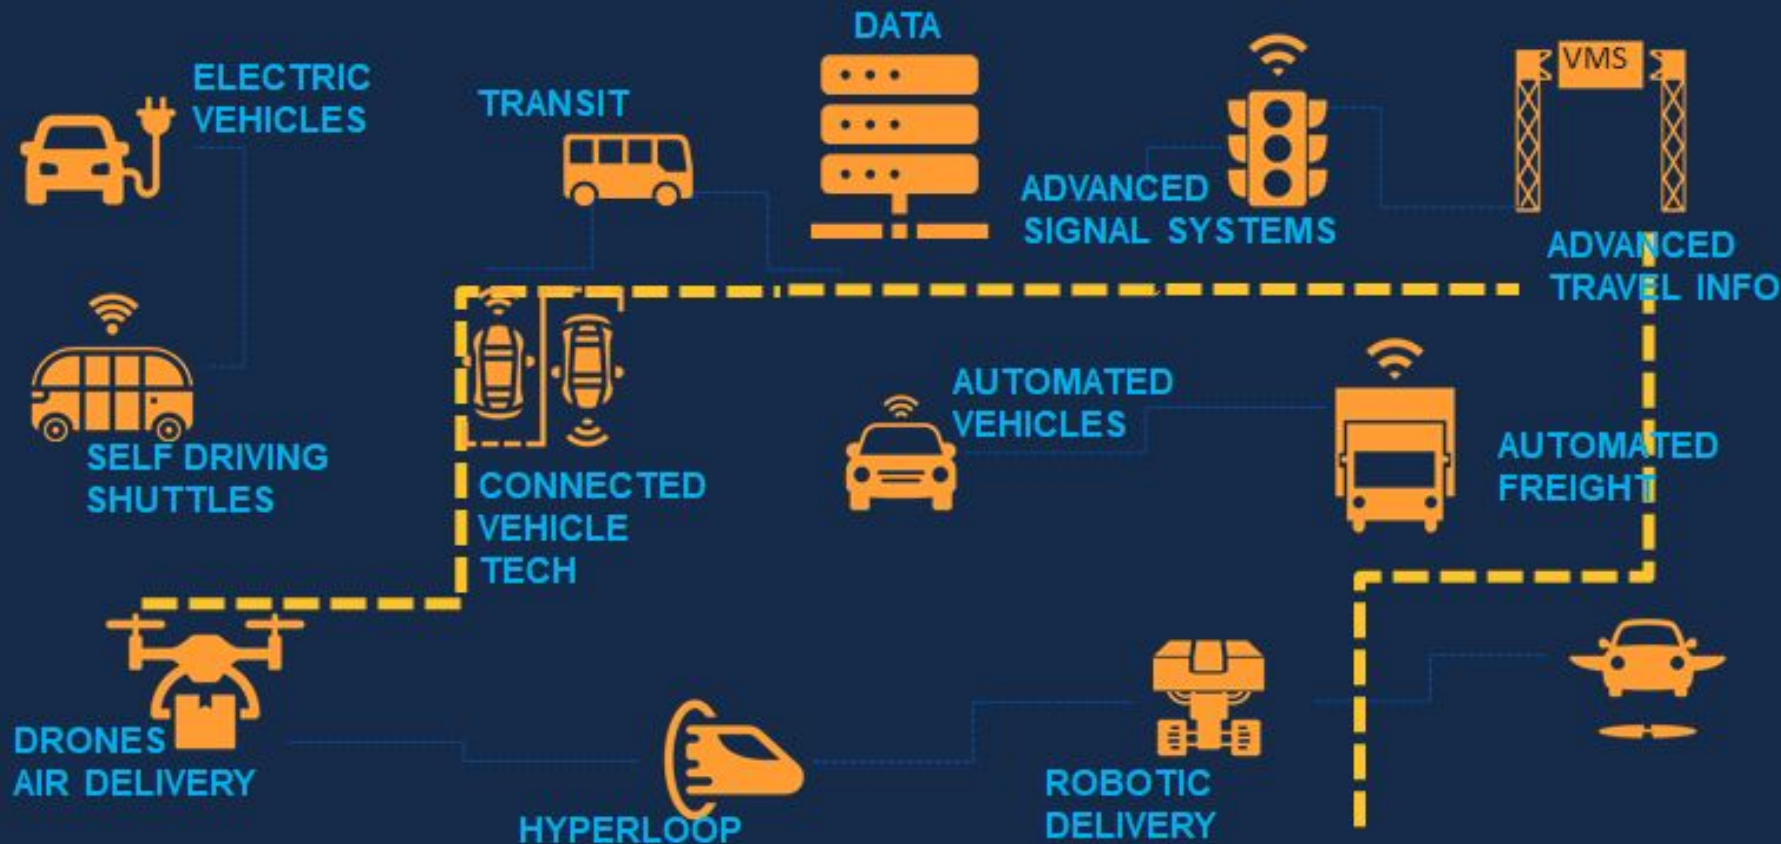 DATA
ELECTRIC
VEHICLES
TRANSIT
VMS
ADVANCED
SIGNAL SYSTEMS
ADVANCED
TRAVEL INFO
SELF DRIVING
SHUTTLES
CONNECTED
VEHICLE
TECH
AUTOMATED
VEHICLES
AUTOMATED
FREIGHT
DRONES
AIR DELIVERY
HYPERLOOP
ROBOTIC
DELIVERY